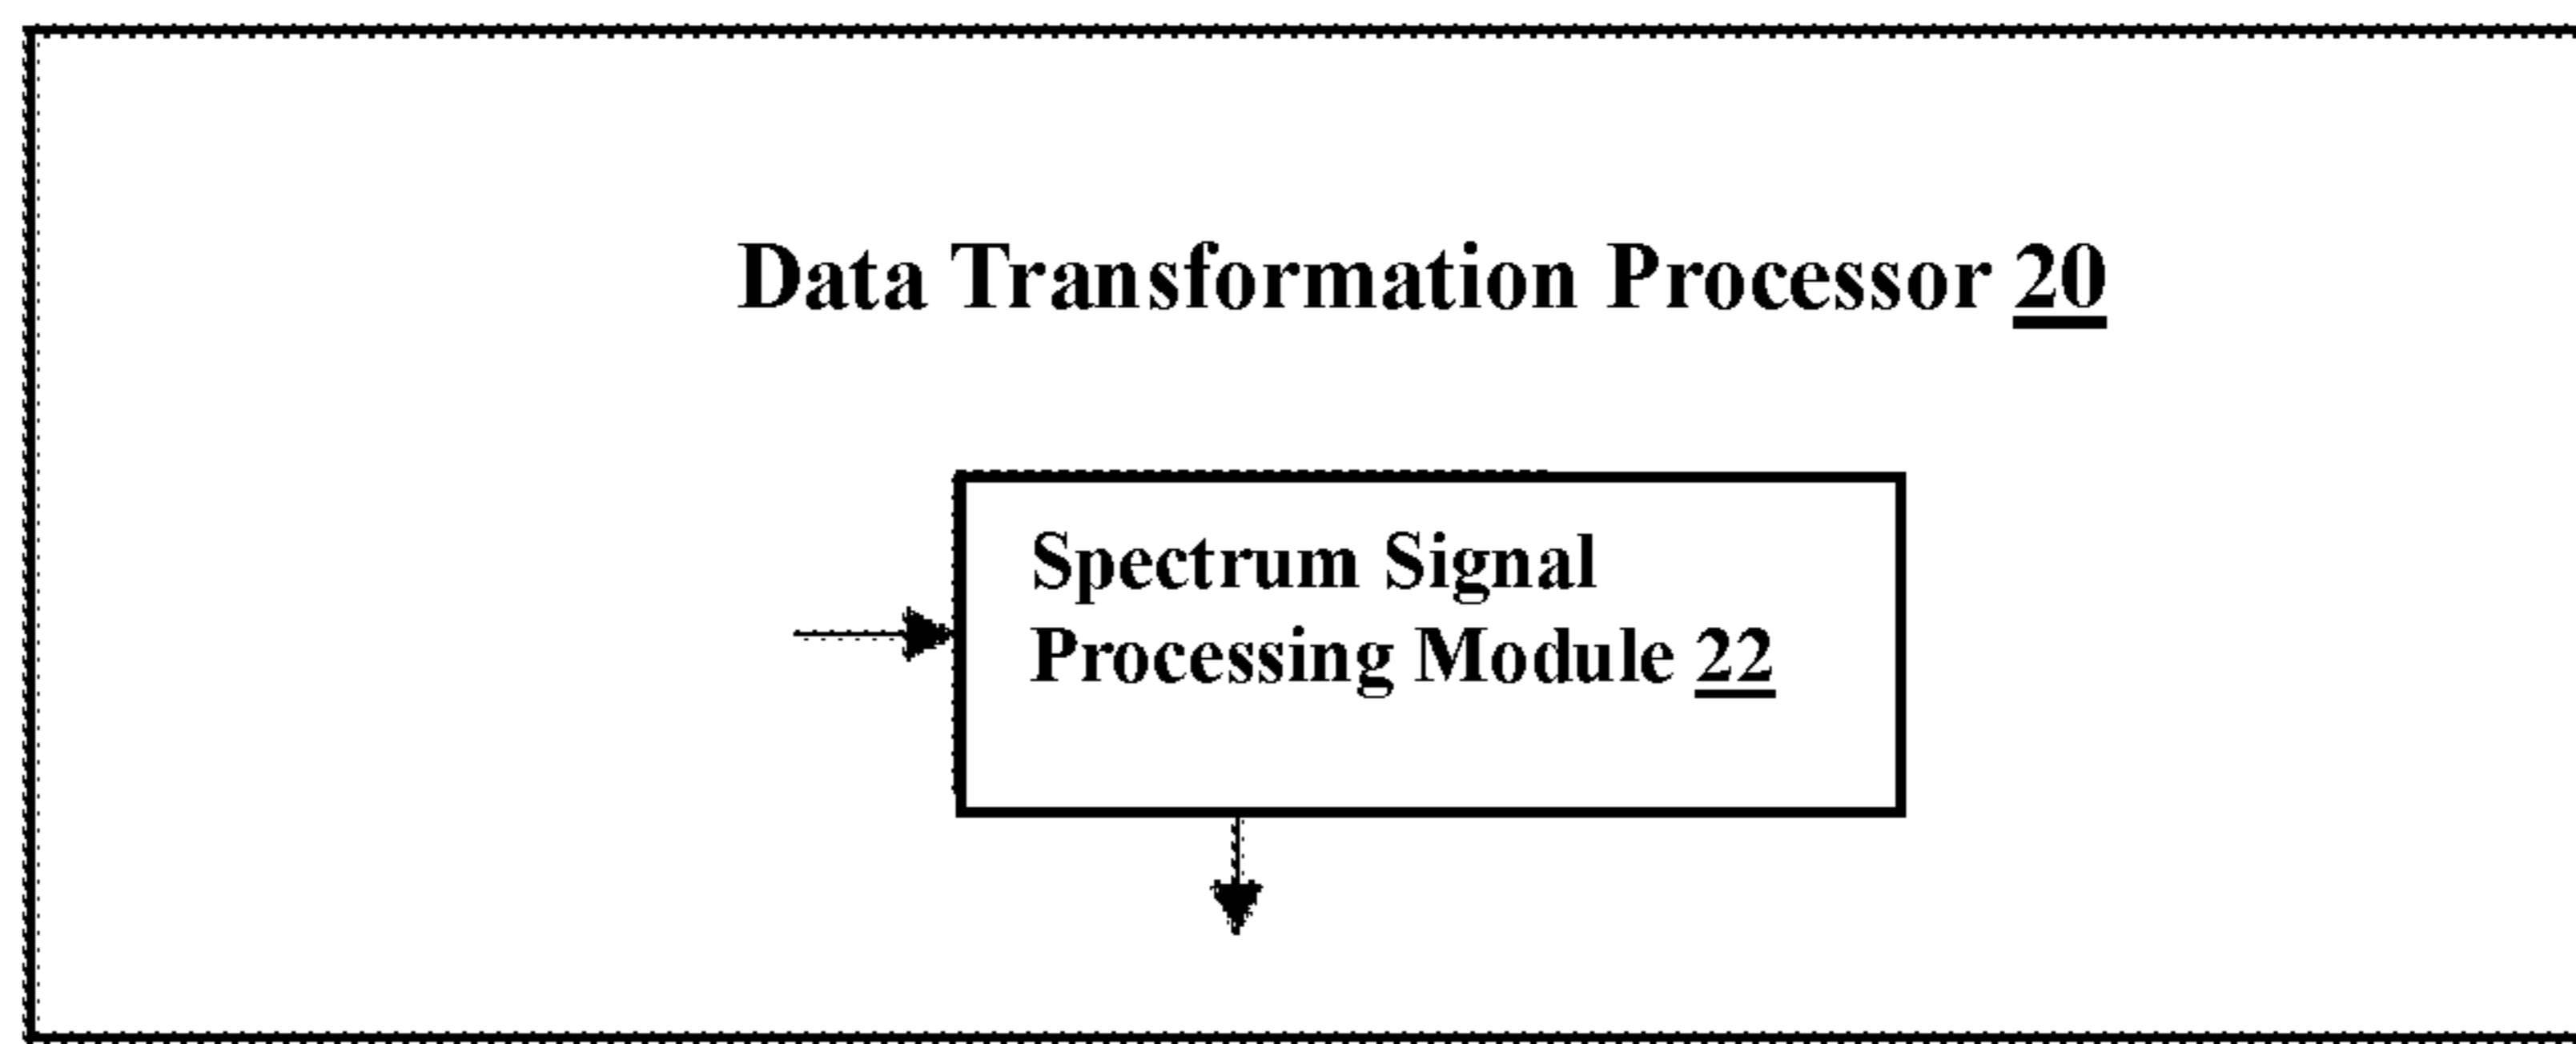 Data Transformation Processor 20
Spectrum Signal
Processing Module 22